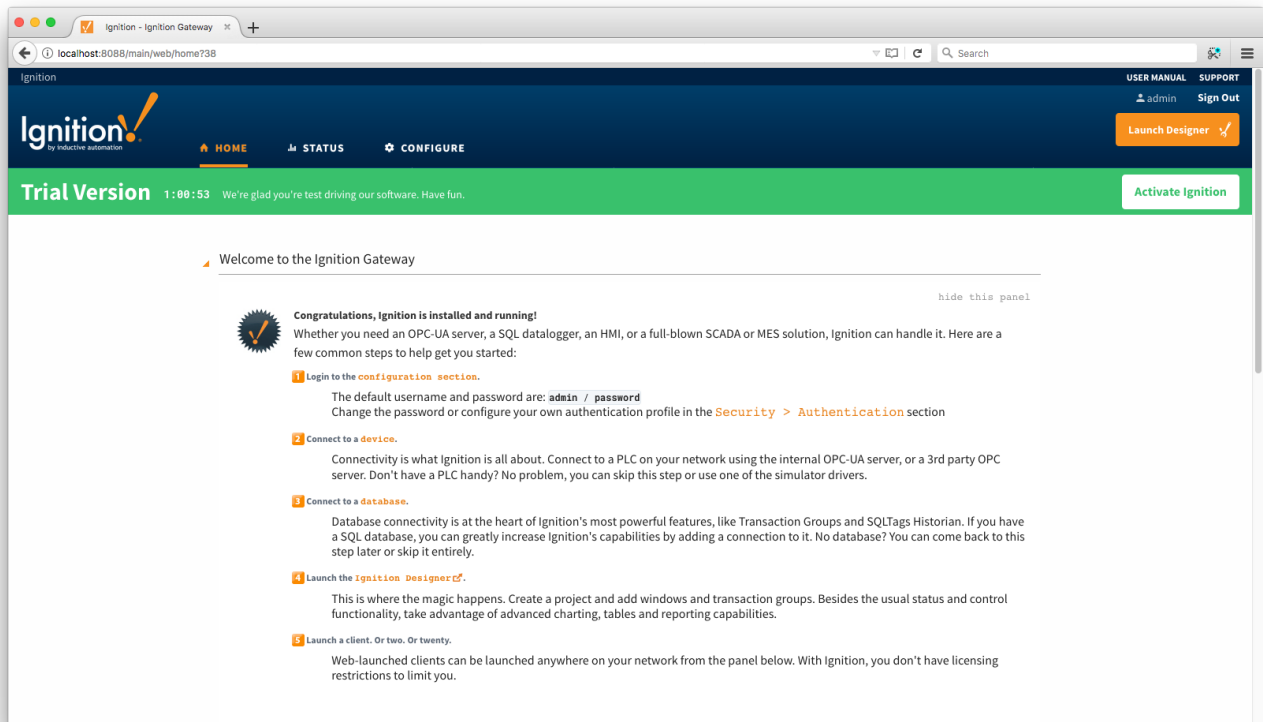 Ignition - Ignition Gateway
localhost:8088/main/web/home?38
Search
Ignition
USER MANUAL SUPPORT
admin Sign Out
Ignition!
by inductive automation
HOME STATUS CONFIGURE
Launch Designer
Trial Version 1:00:53 We're glad you're test driving our software. Have fun.
Activate Ignition
Welcome to the Ignition Gateway
hide this panel
Congratulations, Ignition is installed and running!
Whether you need an OPC-UA server, a SQL datalogger, an HMI, or a full-blown SCADA or MES solution, Ignition can handle it. Here are a
few common steps to help get you started:
1 Login to the configuration section.
The default username and password are: admin / password
Change the password or configure your own authentication profile in the Security > Authentication section
2 Connect to a device.
Connectivity is what Ignition is all about. Connect to a PLC on your network using the internal OPC-UA server, or a 3rd party OPC
server. Don't have a PLC handy? No problem, you can skip this step or use one of the simulator drivers.
3 Connect to a database.
Database connectivity is at the heart of Ignition's most powerful features, like Transaction Groups and SQLTags Historian. If you have
a SQL database, you can greatly increase Ignition's capabilities by adding a connection to it. No database? You can come back to this
step later or skip it entirely.
4 Launch the Ignition Designer.
This is where the magic happens. Create a project and add windows and transaction groups. Besides the usual status and control
functionality, take advantage of advanced charting, tables and reporting capabilities.
5 Launch a client. Or two. Or twenty.
Web-launched clients can be launched anywhere on your network from the panel below. With Ignition, you don't have licensing
restrictions to limit you.